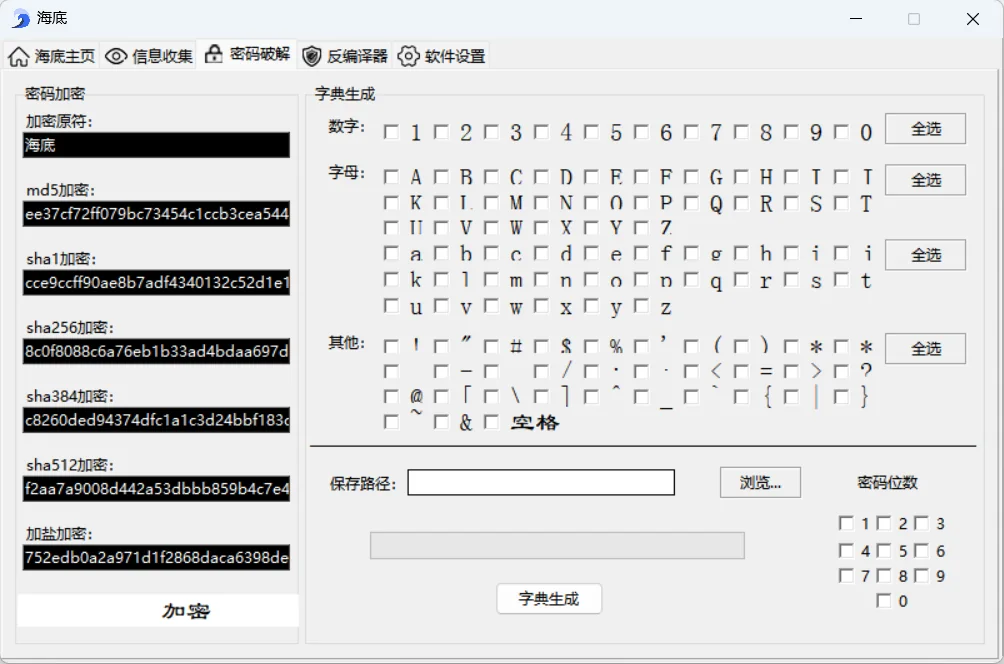 海底
海底主页 信息收集 密码破解 反编译器 软件设置
密码加密
加密原符:
海底
md5加密:
ee37cf72ff079bc73454c1ccb3cea544
sha1加密:
cce9ccff90ae8b7adf4340132c52d1e1
sha256加密:
8c0f8088c6a76eb1b33ad4bdaa697d
sha384加密:
c8260ded94374dfc1a1c3d24bbf183c
sha512加密:
f2aa7a9008d442a53dbbb859b4c7e4
加盐加密:
752edb0a2a971d1f2868daca6398de
加密
字典生成
数字: 1 2 3 4 5 6 7 8 9 0 全选
字母: A B C D E F G H I J 全选
K L M N O P Q R S T
U V W X Y Z
a b c d e f g h i j 全选
k l m n o p q r s t
u v w x y z
其他: ! " # $ % ' ( ) * * 全选
- / · · < = > ?
@ [ \ ] ^ _ ` { | }
~ & 空格
保存路径: 浏览... 密码位数
1 2 3
4 5 6
7 8 9
0
字典生成